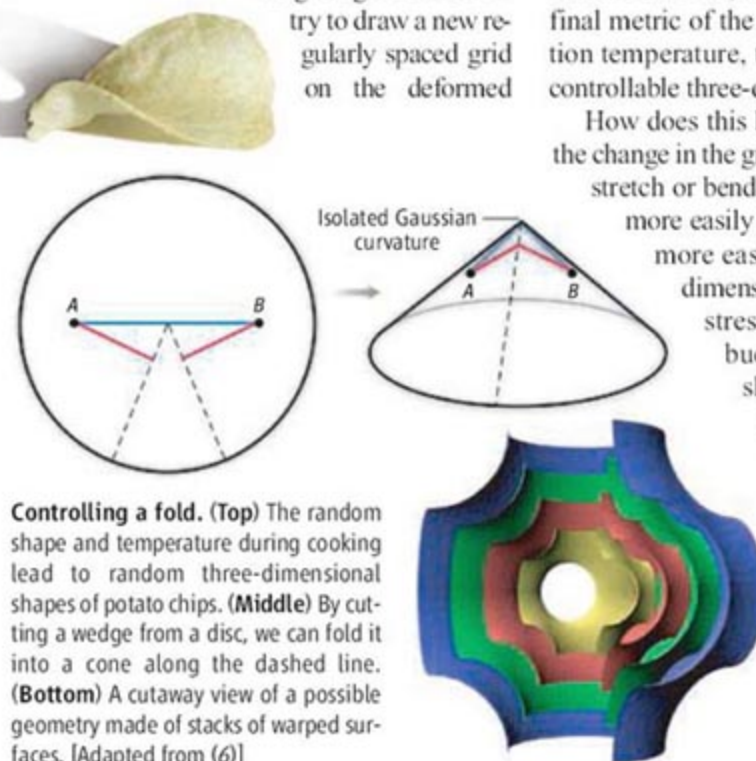 try to draw a new re-
gularly spaced grid
on the deformed
final metric of the
tion temperature,
controllable three-
How does this
the change in the
stretch or bend
more easily
more eas
dimens
stres
bu
Isolated Gaussian
curvature
A
B
A
B
Controlling a fold. (Top) The random
shape and temperature during cooking
lead to random three-dimensional
shapes of potato chips. (Middle) By cut-
ting a wedge from a disc, we can fold it
into a cone along the dashed line.
(Bottom) A cutaway view of a possible
geometry made of stacks of warped sur-
faces. [Adapted from (6)]